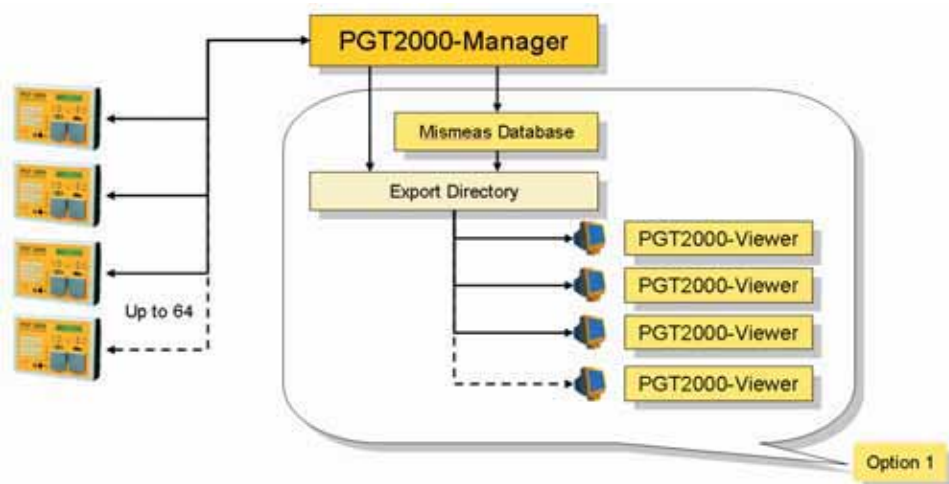 PGT2000-Manager
Mismeas Database
Export Directory
PGT2000-Viewer
PGT2000-Viewer
PGT2000-Viewer
PGT2000-Viewer
Up to 64
Option 1